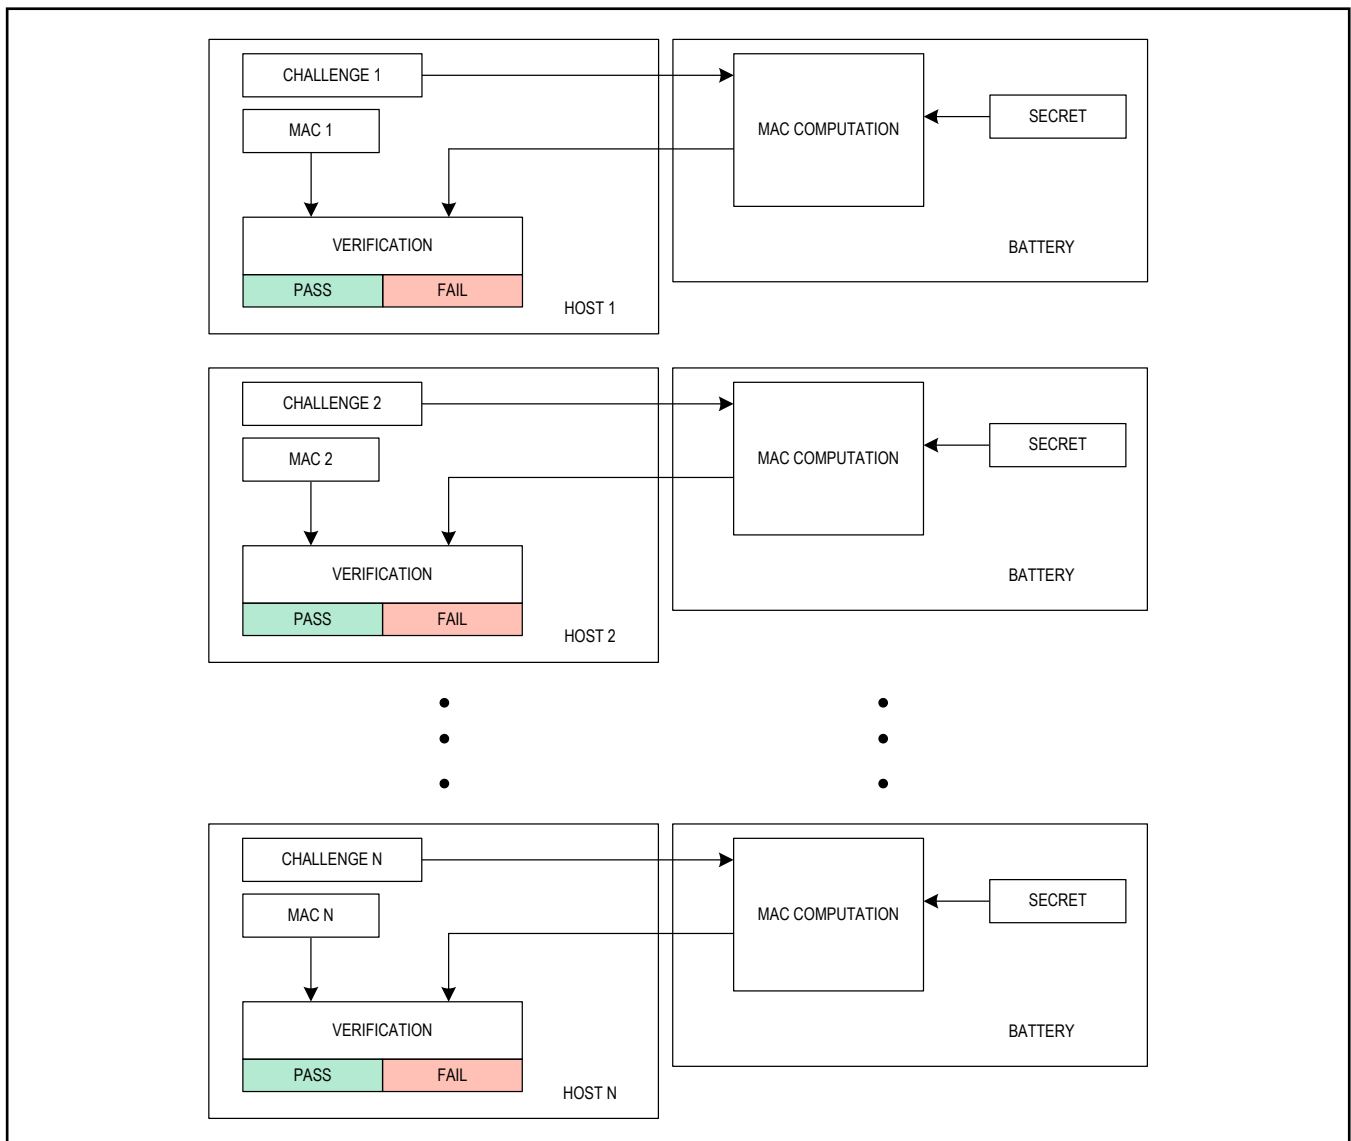 CHALLENGE 1
MAC 1
MAC COMPUTATION
SECRET
VERIFICATION
PASS FAIL
HOST 1
BATTERY
CHALLENGE 2
MAC 2
MAC COMPUTATION
SECRET
VERIFICATION
PASS FAIL
HOST 2
BATTERY
CHALLENGE N
MAC N
MAC COMPUTATION
SECRET
VERIFICATION
PASS FAIL
HOST N
BATTERY